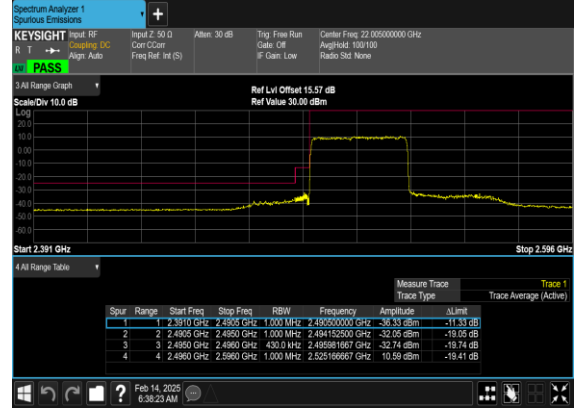 Spectrum Analyzer 1
Spurious Emissions
KEYSIGHT Input: RF Input Z: 50 Ω Atten: 30 dB Trig: Free Run Center Freq: 22.005000000 GHz
R T Coupling: DC Corr CCorr Gate: Off Avg|Hold: 100/100
Align: Auto Freq Ref: Int (S) IF Gain: Low Radio Std: None
PASS
3 All Range Graph
Ref Lvl Offset 15.57 dB
Scale/Div 10.0 dB Ref Value 30.00 dBm
Log
20.0
10.0
0.00
-10.0
-20.0
-30.0
-40.0
-50.0
-60.0
Start 2.391 GHz Stop 2.596 GHz
4 All Range Table
Measure Trace Trace 1
Trace Type Trace Average (Active)
Spur Range Start Freq Stop Freq RBW Frequency Amplitude ΔLimit
1 1 2.3910 GHz 2.4905 GHz 1.000 MHz 2.490500000 GHz -36.33 dBm -11.33 dB
2 2 2.4905 GHz 2.4950 GHz 1.000 MHz 2.494152500 GHz -32.05 dBm -19.05 dB
3 3 2.4950 GHz 2.4960 GHz 430.0 kHz 2.495981667 GHz -32.74 dBm -19.74 dB
4 4 2.4960 GHz 2.5960 GHz 1.000 MHz 2.525166667 GHz 10.59 dBm -19.41 dB
? Feb 14, 2025
6:38:23 AM